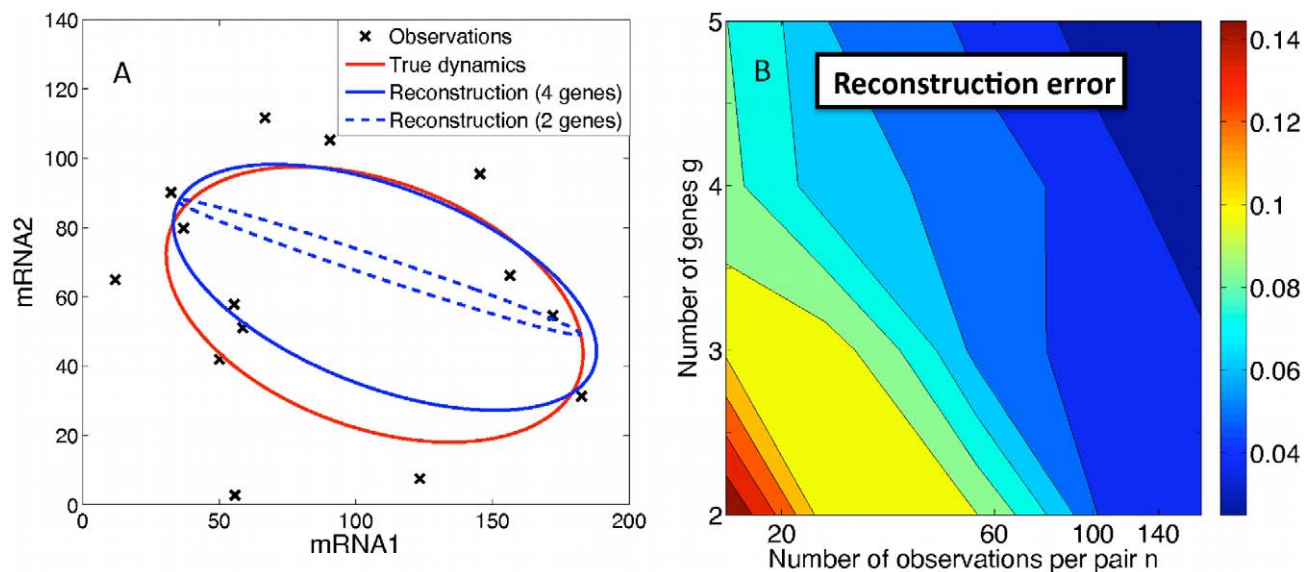 A
Observations
True dynamics
Reconstruction (4 genes)
Reconstruction (2 genes)
140
120
100
80
60
40
20
0
mRNA2
0
50
100
150
200
mRNA1
B
Reconstruction error
5
4
3
2
Number of genes g
20
60
100
140
Number of observations per pair n
0.14
0.12
0.1
0.08
0.06
0.04